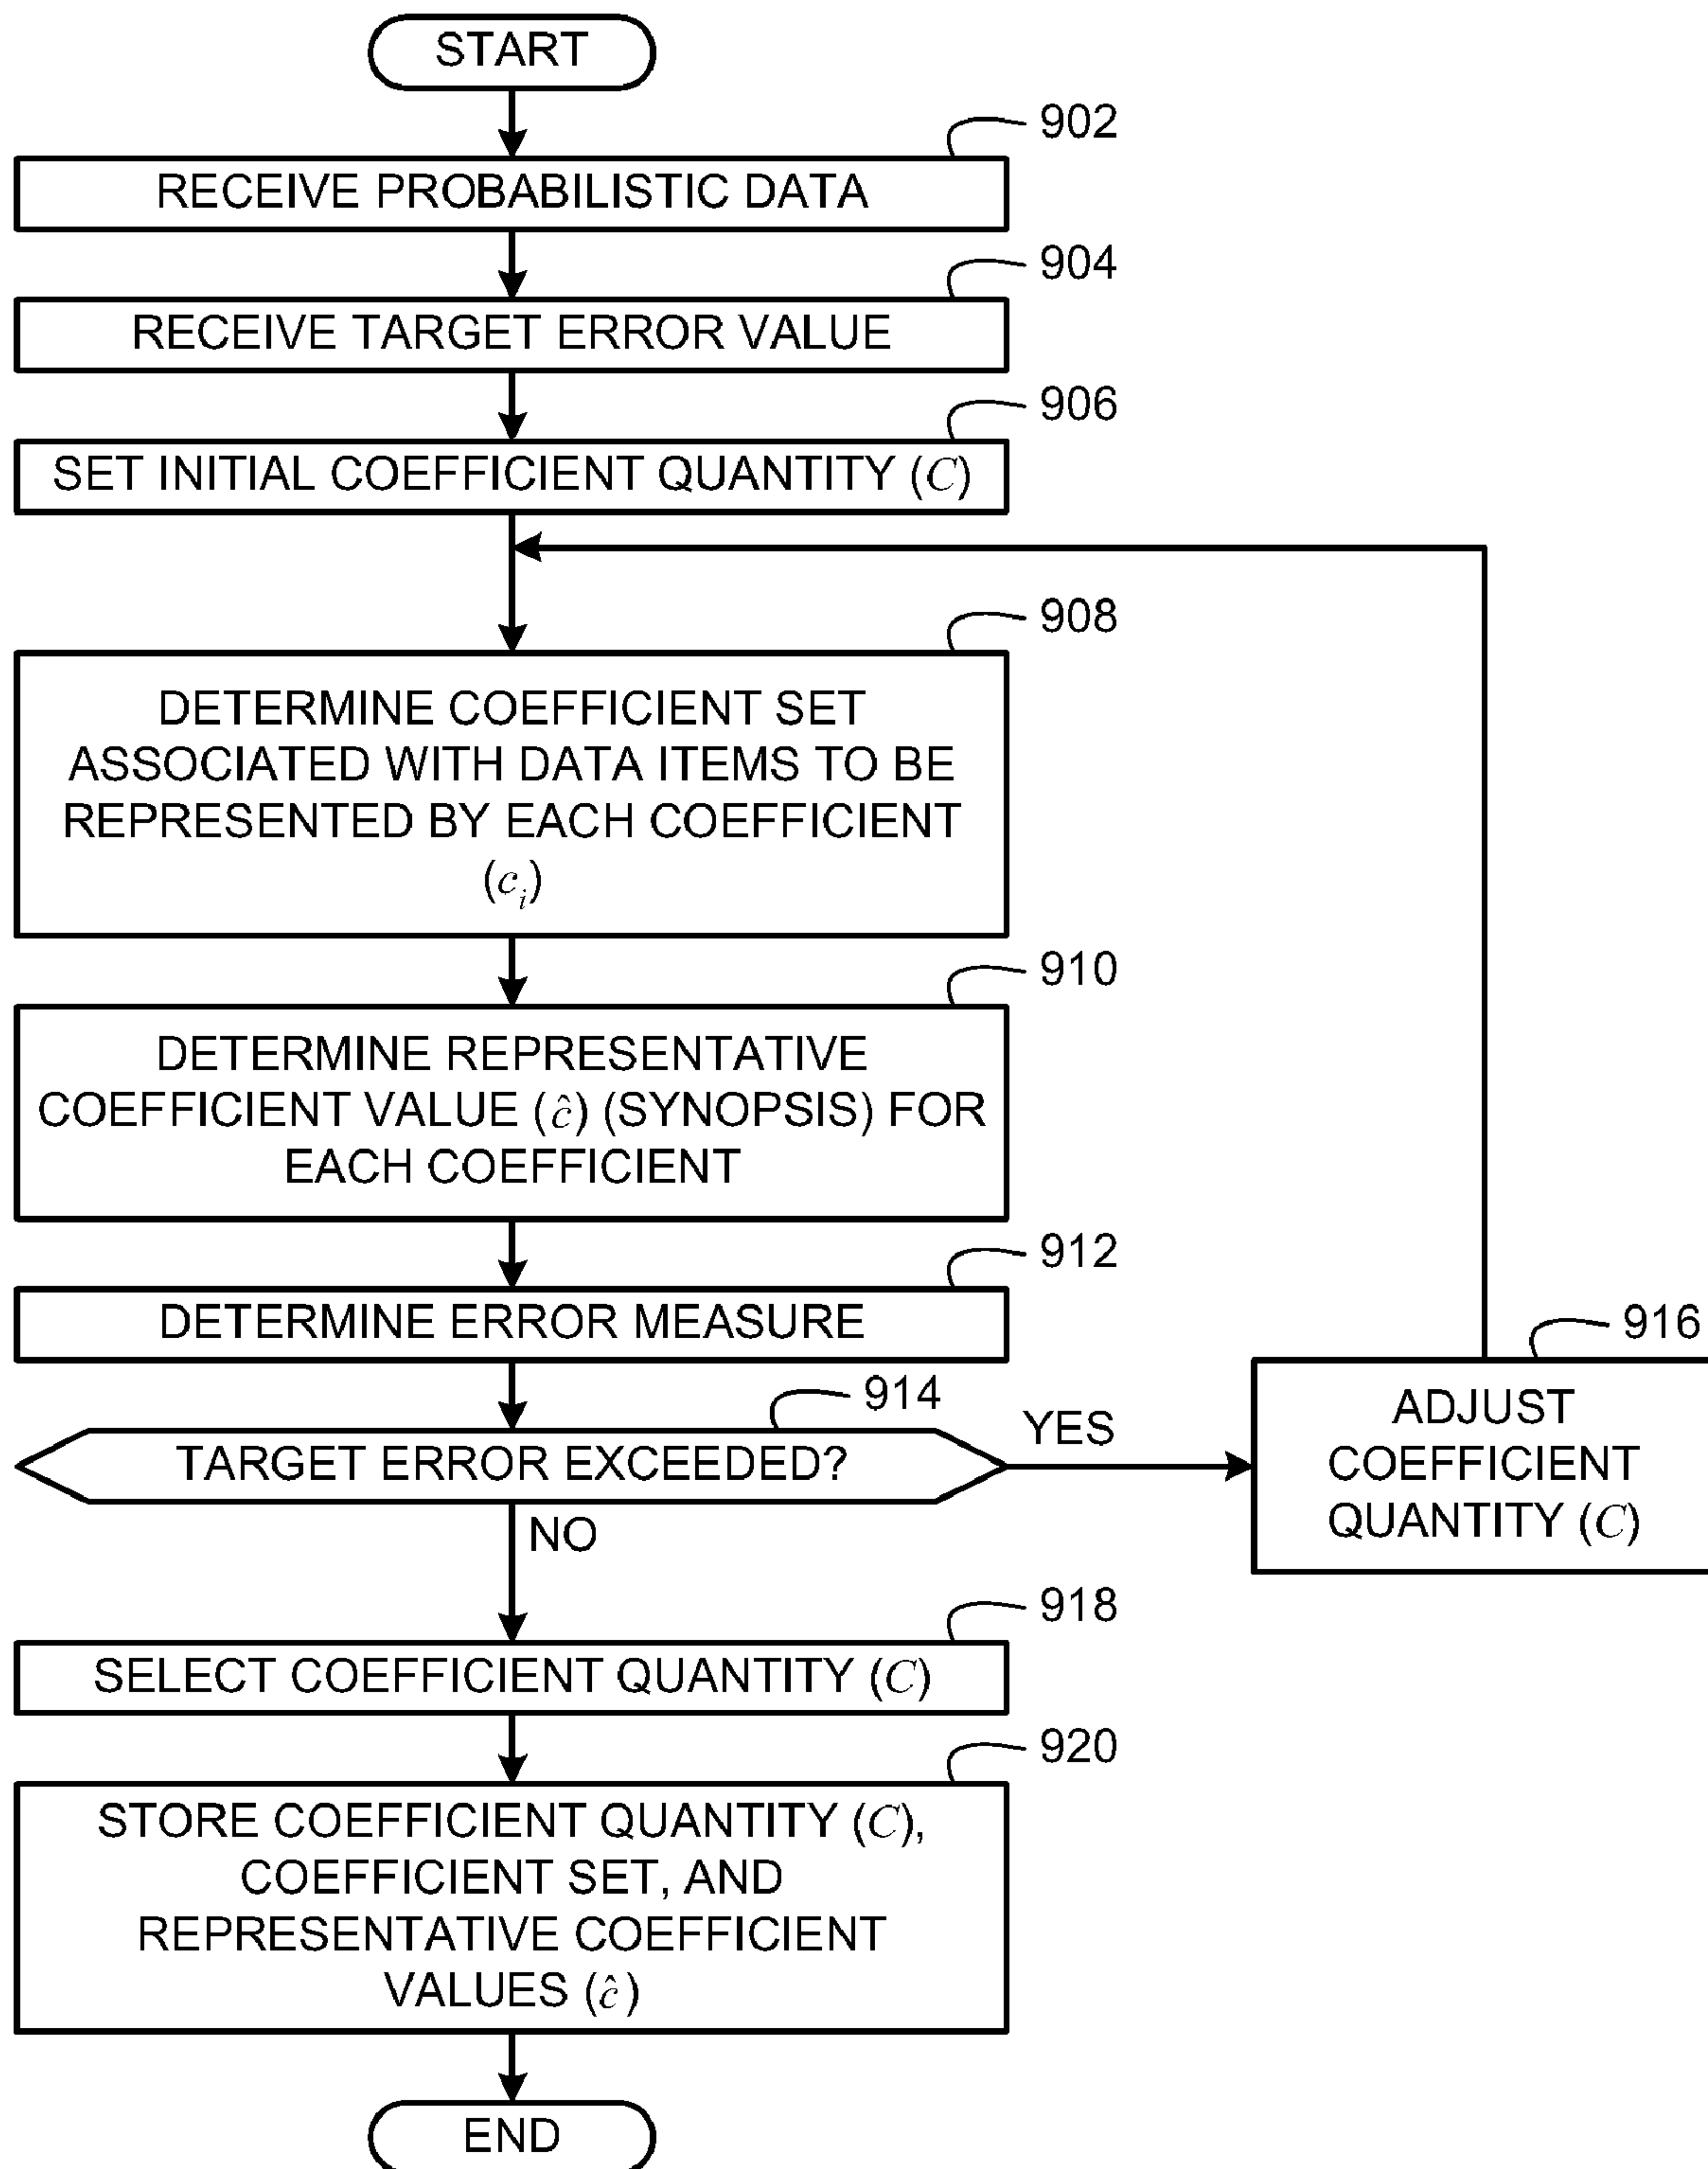 START
902
RECEIVE PROBABILISTIC DATA
904
RECEIVE TARGET ERROR VALUE
906
SET INITIAL COEFFICIENT QUANTITY (C)
908
DETERMINE COEFFICIENT SET
ASSOCIATED WITH DATA ITEMS TO BE
REPRESENTED BY EACH COEFFICIENT
(cᵢ)
910
DETERMINE REPRESENTATIVE
COEFFICIENT VALUE (ĉ) (SYNOPSIS) FOR
EACH COEFFICIENT
912
DETERMINE ERROR MEASURE
914
TARGET ERROR EXCEEDED?
YES
916
ADJUST
COEFFICIENT
QUANTITY (C)
NO
918
SELECT COEFFICIENT QUANTITY (C)
920
STORE COEFFICIENT QUANTITY (C),
COEFFICIENT SET, AND
REPRESENTATIVE COEFFICIENT
VALUES (ĉ)
END